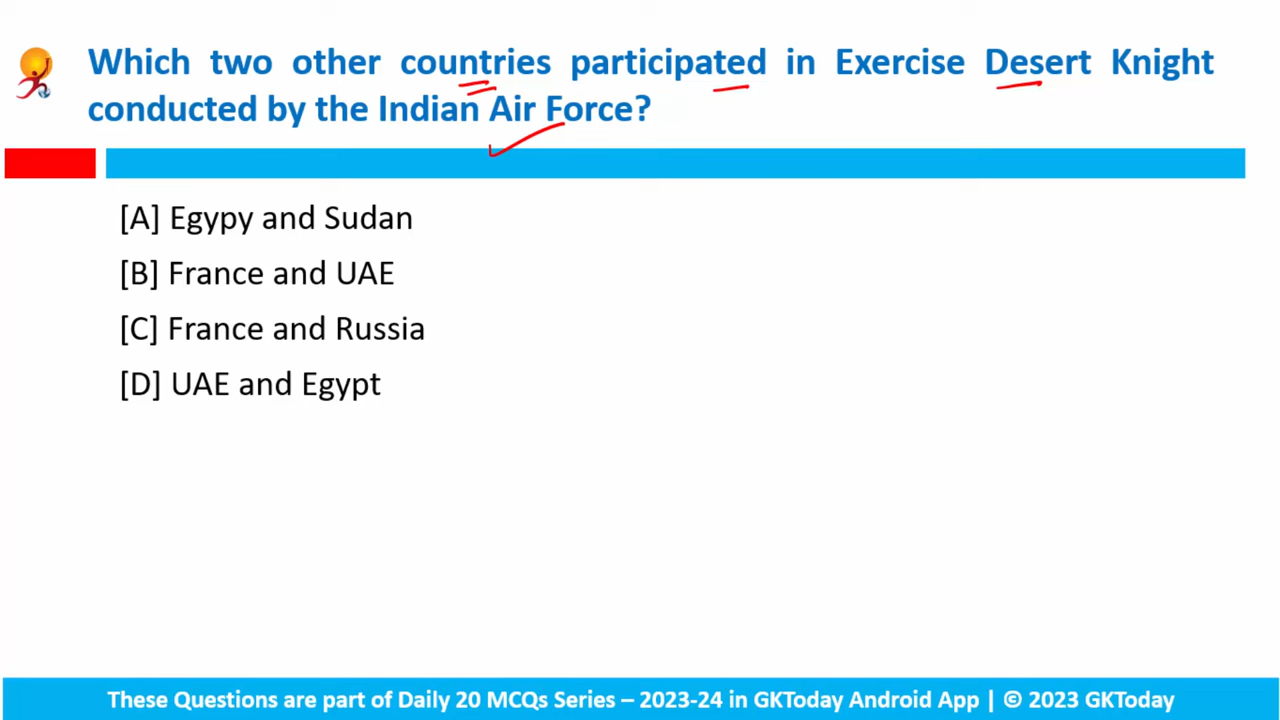 Which two other countries participated in Exercise Desert Knight
conducted by the Indian Air Force?
[A] Egypy and Sudan
[B] France and UAE
[C] France and Russia
[D] UAE and Egypt
These Questions are part of Daily 20 MCQs Series – 2023-24 in GKToday Android App | © 2023 GKToday